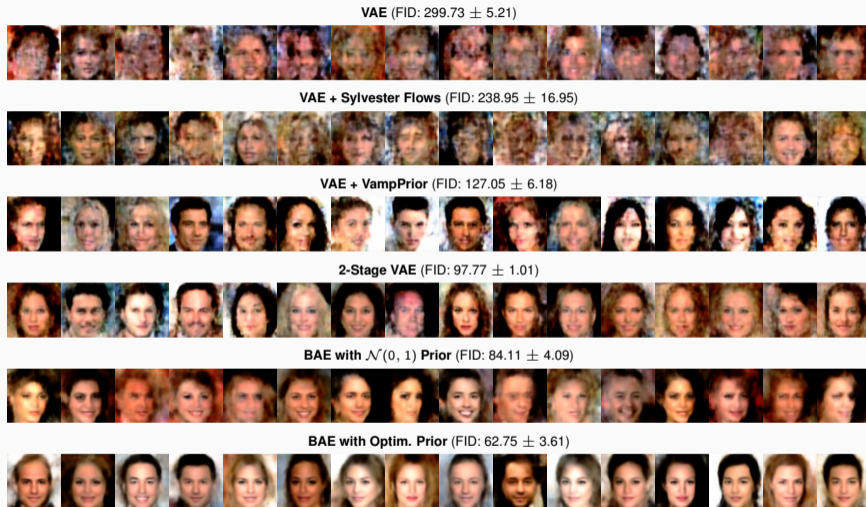 VAE (FID: 299.73 ± 5.21)
VAE + Sylvester Flows (FID: 238.95 ± 16.95)
VAE + VampPrior (FID: 127.05 ± 6.18)
2-Stage VAE (FID: 97.77 ± 1.01)
BAE with 𝒩(0, 1) Prior (FID: 84.11 ± 4.09)
BAE with Optim. Prior (FID: 62.75 ± 3.61)